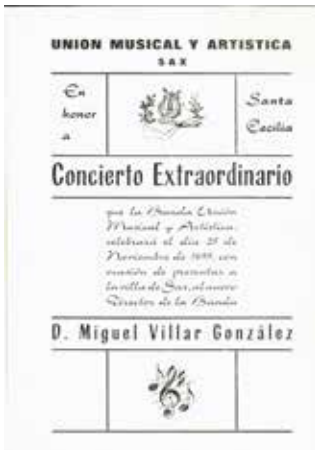 UNION MUSICAL Y ARTISTICA
SAX
En
honor
a
Santa
Cecilia
Concierto Extraordinario
que la Banda Unión
Musical y Artística
celebrará el día 25 de
Noviembre de con
ocasión de presentar a
la villa de Sax, al nuevo
Director de la Banda
D. Miguel Villar González